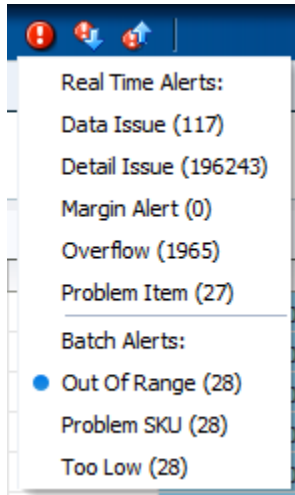 Real Time Alerts:
Data Issue (117)
Detail Issue (196243)
Margin Alert (0)
Overflow (1965)
Problem Item (27)
Batch Alerts:
Out Of Range (28)
Problem SKU (28)
Too Low (28)